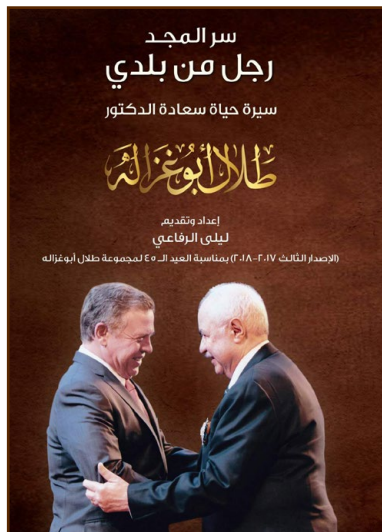 سر المجد
رجل من بلدي
سيرة حياة سعادة الدكتور
طلال أبوغزاله
إعداد وتقديم
ليلى الرفاعي
(الإصدار الثالث ٢٠١٧-٢٠١٨) بمناسبة العيد الـ ٤٥ لمجموعة طلال أبوغزاله